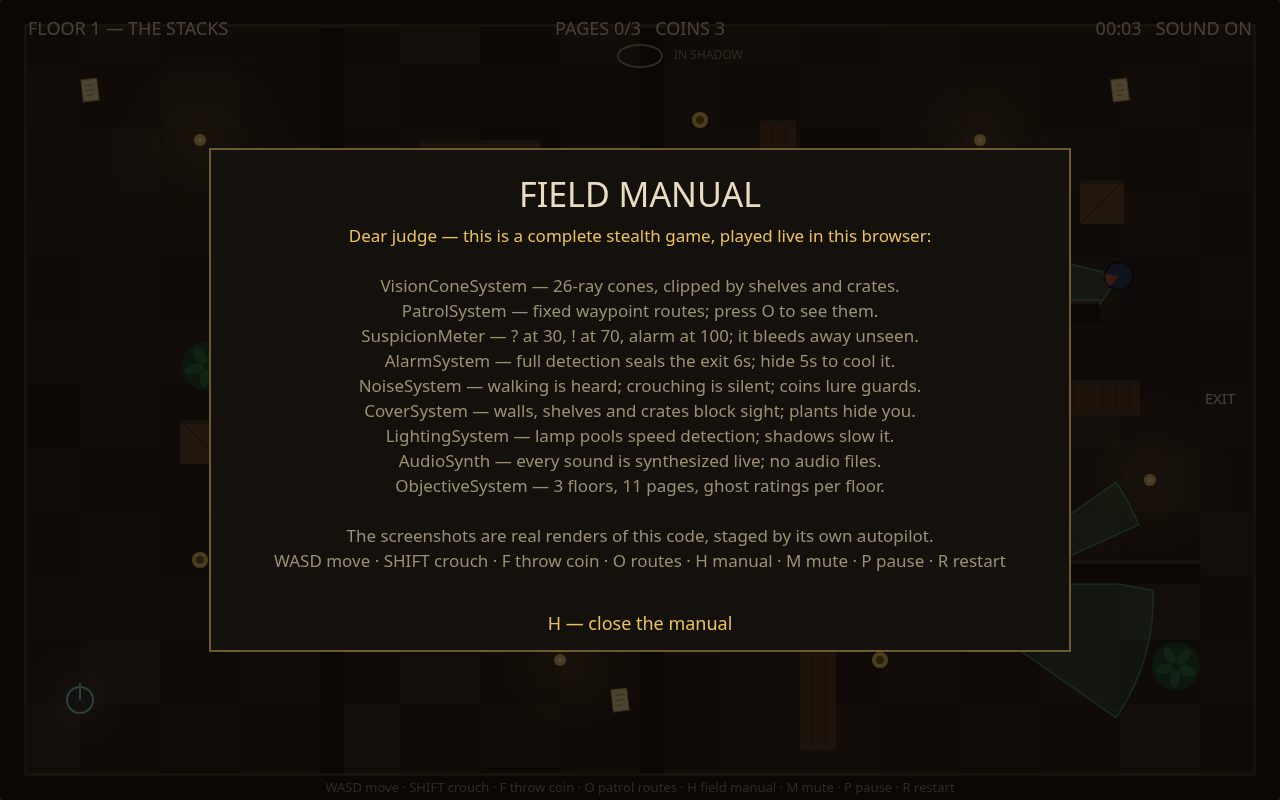 FLOOR 1 — THE STACKS
PAGES 0/3 COINS 3
00:03 SOUND ON
IN SHADOW
FIELD MANUAL
Dear judge — this is a complete stealth game, played live in this browser:
VisionConeSystem — 26-ray cones, clipped by shelves and crates.
PatrolSystem — fixed waypoint routes; press O to see them.
SuspicionMeter — ? at 30, ! at 70, alarm at 100; it bleeds away unseen.
AlarmSystem — full detection seals the exit 6s; hide 5s to cool it.
NoiseSystem — walking is heard; crouching is silent; coins lure guards.
CoverSystem — walls, shelves and crates block sight; plants hide you.
LightingSystem — lamp pools speed detection; shadows slow it.
AudioSynth — every sound is synthesized live; no audio files.
ObjectiveSystem — 3 floors, 11 pages, ghost ratings per floor.
The screenshots are real renders of this code, staged by its own autopilot.
WASD move · SHIFT crouch · F throw coin · O routes · H manual · M mute · P pause · R restart
H — close the manual
EXIT
WASD move · SHIFT crouch · F throw coin · O patrol routes · H field manual · M mute · P pause · R restart